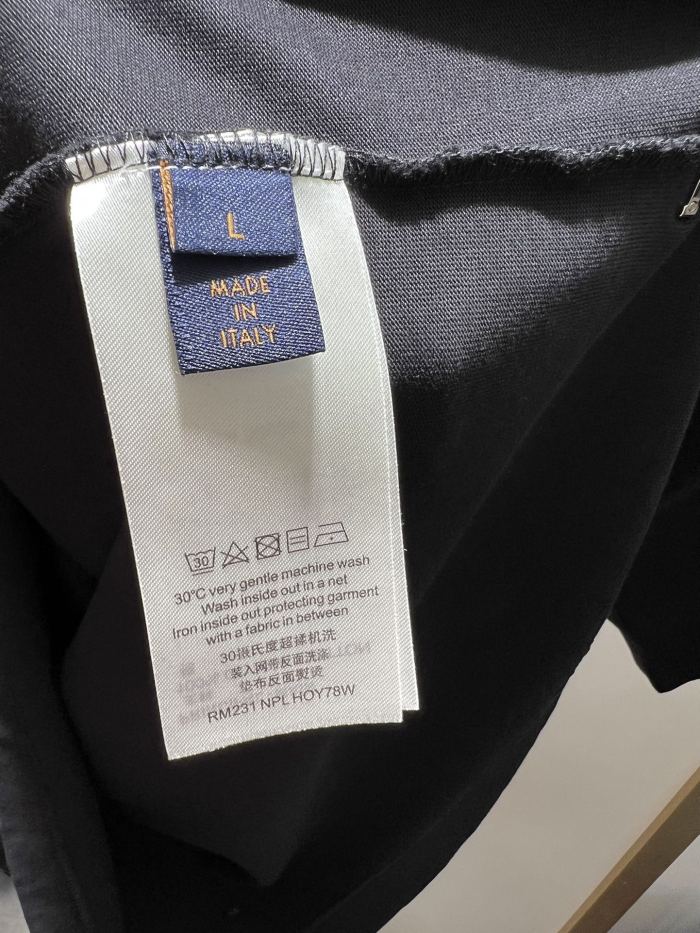 L
MADE
IN
ITALY
30
30°C very gentle machine wash
Wash inside out in a net
Iron inside out protecting garment
with a fabric in between
30摄氏度超揉机洗
装入网带反面洗涤
垫布反面熨烫
RM231 NPL HOY78W